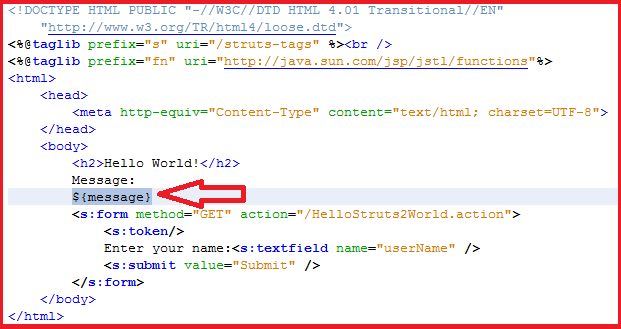 <!DOCTYPE HTML PUBLIC "-//W3C//DTD HTML 4.01 Transitional//EN"
"http://www.w3.org/TR/html4/loose.dtd">
<%@taglib prefix="s" uri="/struts-tags" %><br />
<%@taglib prefix="fn" uri="http://java.sun.com/jsp/jstl/functions"%>
<html>
<head>
<meta http-equiv="Content-Type" content="text/html; charset=UTF-8">
</head>
<body>
<h2>Hello World!</h2>
Message:
${message}
<s:form method="GET" action="/HelloStruts2World.action">
<s:token/>
Enter your name:<s:textfield name="userName" />
<s:submit value="Submit" />
</s:form>
</body>
</html>